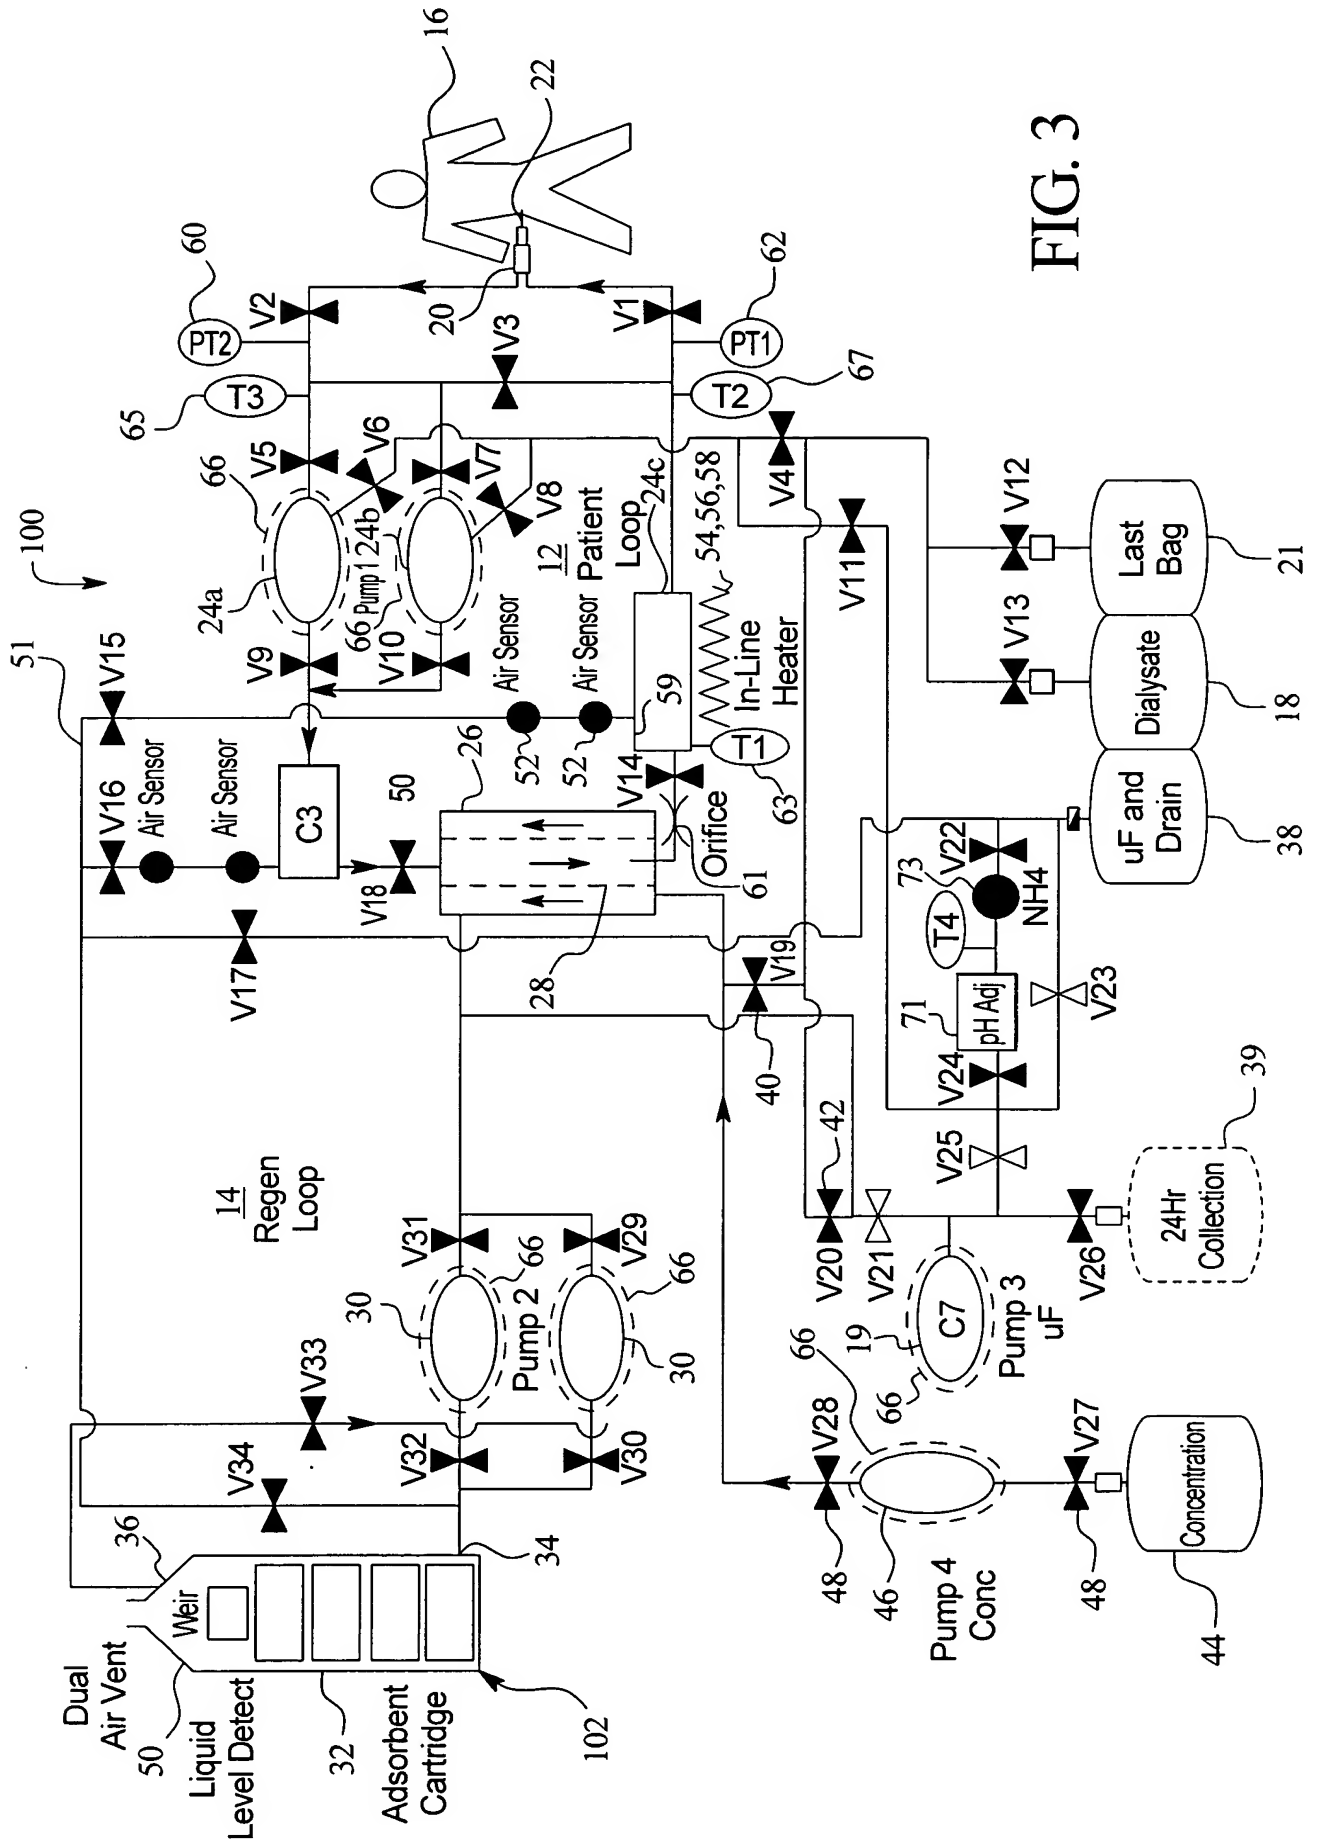 100
51
V16
V15
Air Sensor
Air Sensor
V17
C3
V18
50
V9
V10
24a
66
Pump 1
24b
66
V5
V6
V7
V8
65
T3
60
PT2
V2
16
22
20
V3
V1
62
PT1
67
T2
12
Patient
Loop
24c
54,56,58
Air Sensor
Air Sensor
52
52
59
In-Line
Heater
V14
T1
63
Orifice
61
26
28
14
Regen
Loop
V33
V34
V31
V29
V32
V30
30
30
66
66
Pump 2
Dual
Air Vent
50
Liquid
Level Detect
32
Adsorbent
Cartridge
102
36
Weir
34
V19
40
V4
V11
V12
V13
Last
Bag
21
Dialysate
18
uF and
Drain
38
V22
73
NH4
T4
71
pH Adj
V23
V24
V25
42
V20
V21
V26
39
24Hr
Collection
C7
19
66
Pump 3
uF
V28
48
66
46
Pump 4
Conc
V27
48
Concentration
44
FIG. 3